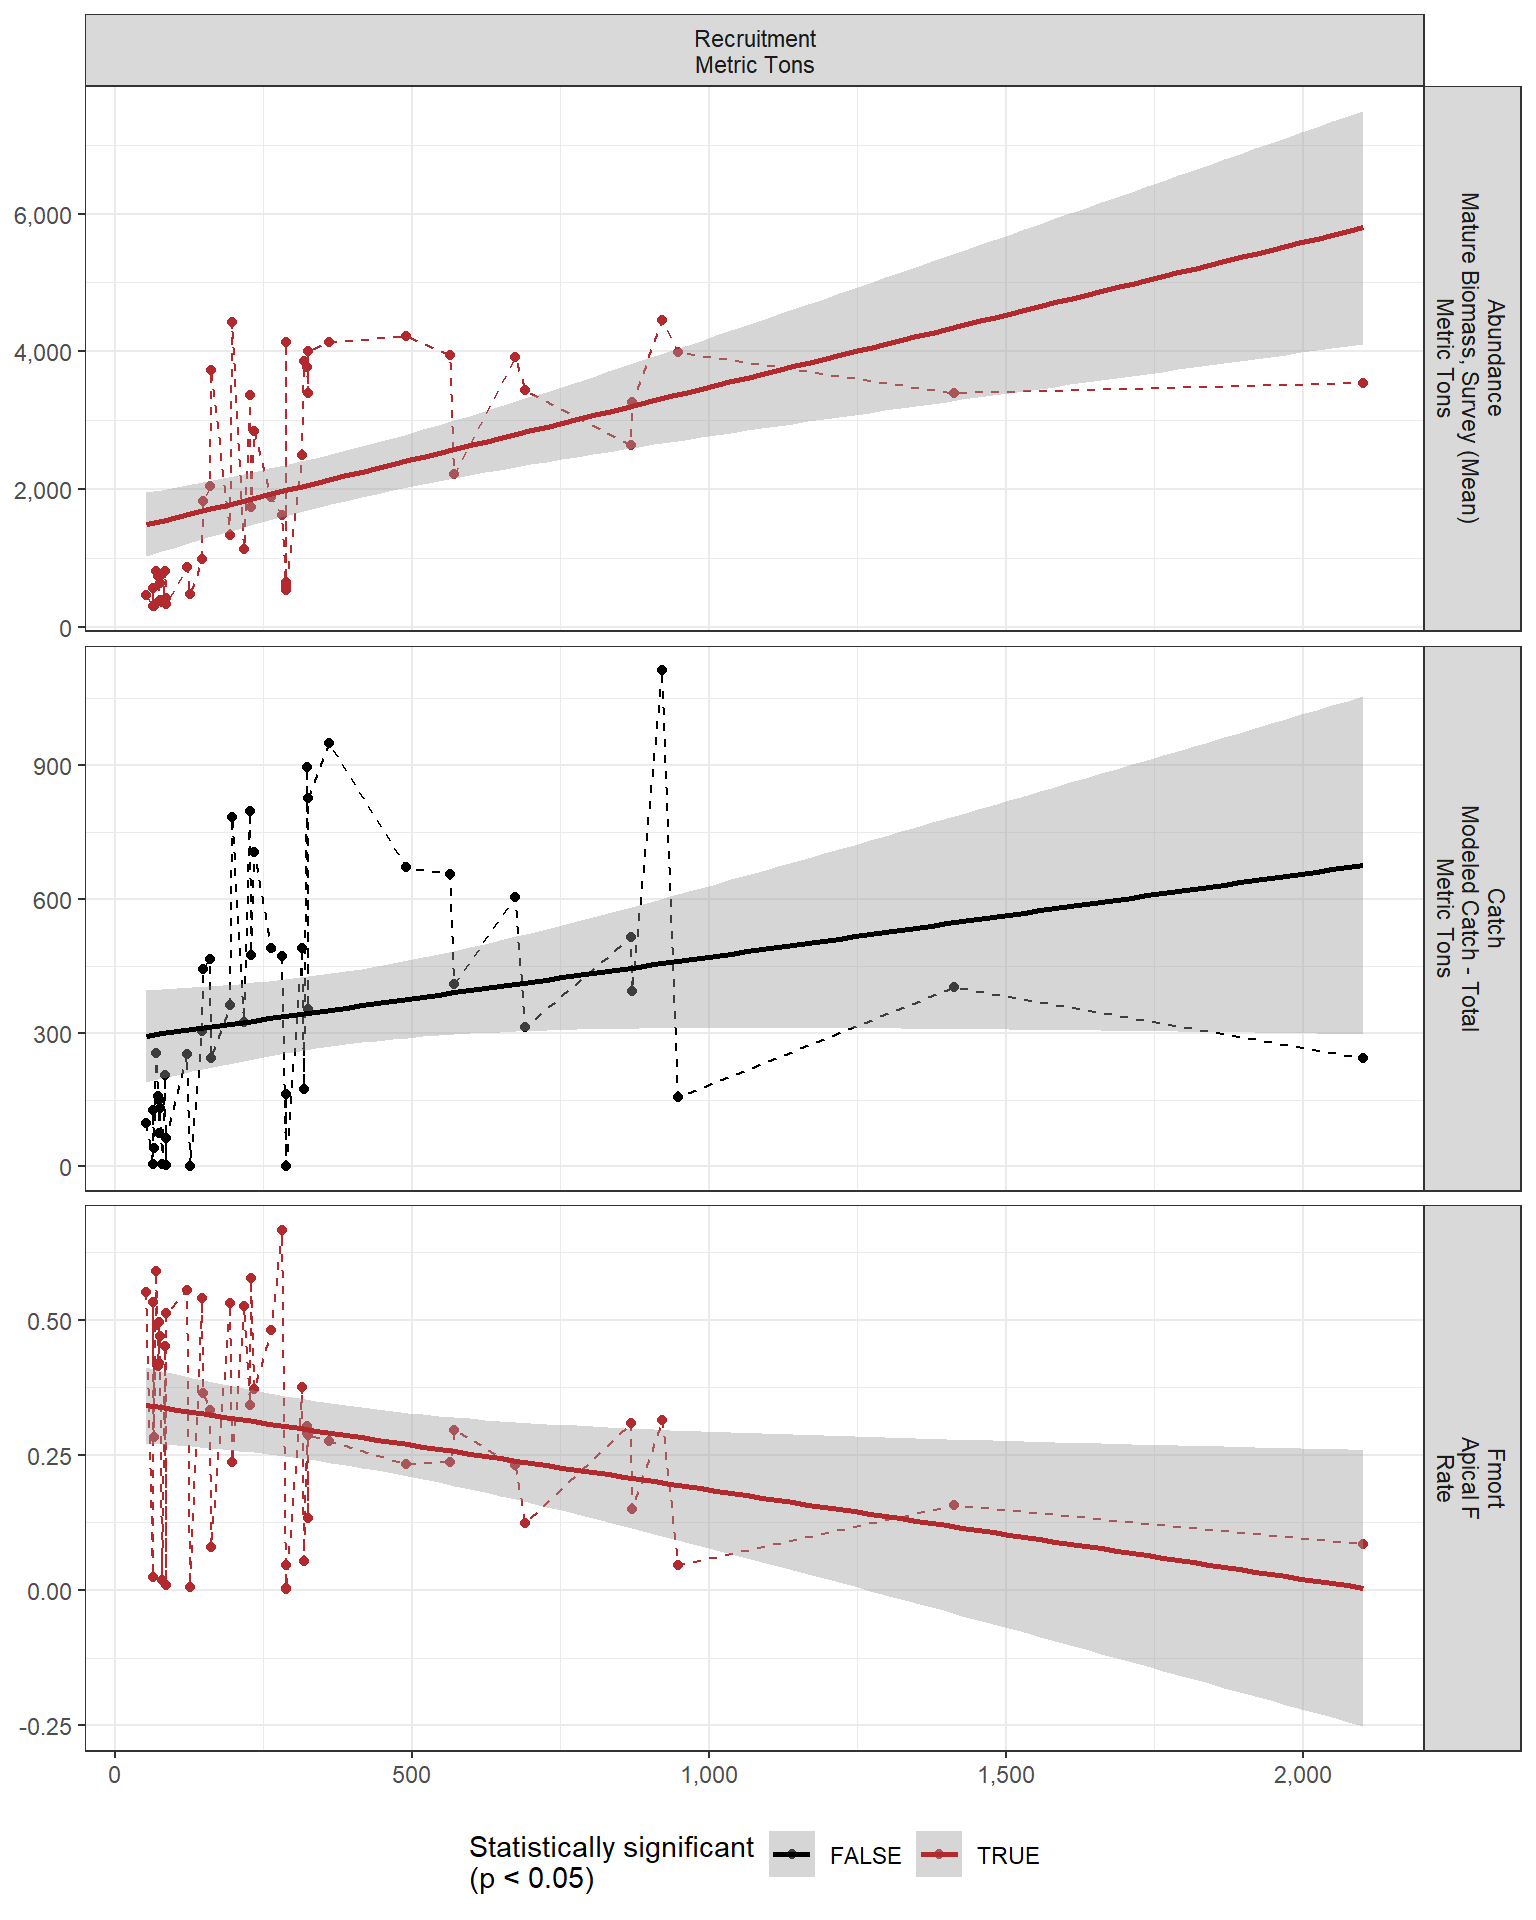 Recruitment
Metric Tons
6,000
4,000
2,000
0
Abundance
Mature Biomass, Survey (Mean)
Metric Tons
900
600
300
0
Catch
Modeled Catch - Total
Metric Tons
0.50
0.25
0.00
-0.25
Fmort
Apical F
Rate
0 500 1,000 1,500 2,000
Statistically significant
(p < 0.05)
FALSE TRUE